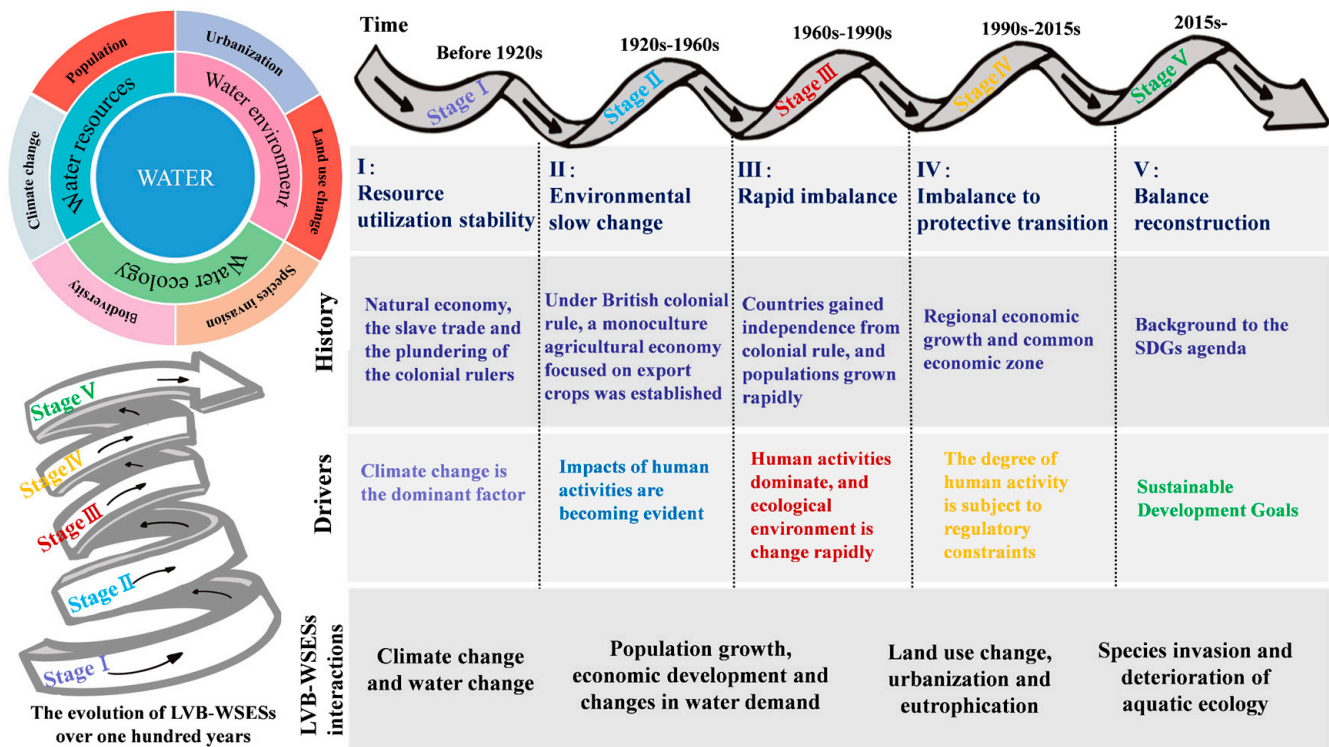 Population
Urbanization
Land use change
Species invasion
Biodiversity
Climate change
Water resources
Water environment
Water ecology
WATER
Stage V
Stage Ⅳ
Stage Ⅲ
Stage Ⅱ
Stage Ⅰ
The evolution of LVB-WSESs
over one hundred years
Time
Before 1920s
1920s-1960s
1960s-1990s
1990s-2015s
2015s-
Stage Ⅰ
Stage Ⅱ
Stage Ⅲ
Stage Ⅳ
Stage Ⅴ
I:
Resource
utilization stability
II:
Environmental
slow change
III:
Rapid imbalance
IV:
Imbalance to
protective transition
V:
Balance
reconstruction
History
Natural economy,
the slave trade and
the plundering of
the colonial rulers
Under British colonial
rule, a monoculture
agricultural economy
focused on export
crops was established
Countries gained
independence from
colonial rule, and
populations grown
rapidly
Regional economic
growth and common
economic zone
Background to the
SDGs agenda
Drivers
Climate change is
the dominant factor
Impacts of human
activities are
becoming evident
Human activities
dominate, and
ecological
environment is
change rapidly
The degree of
human activity
is subject to
regulatory
constraints
Sustainable
Development Goals
LVB-WSESs
interactions
Climate change
and water change
Population growth,
economic development and
changes in water demand
Land use change,
urbanization and
eutrophication
Species invasion and
deterioration of
aquatic ecology